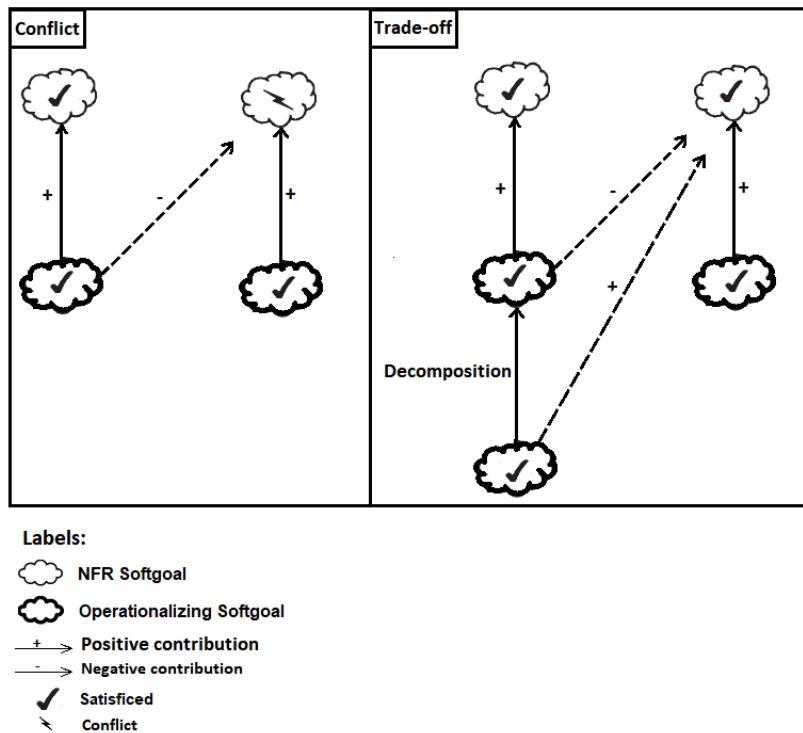 Conflict
Trade-off
+
-
+
+
-
+
+
Decomposition
Labels:
NFR Softgoal
Operationalizing Softgoal
+ Positive contribution
- Negative contribution
Satisficed
Conflict